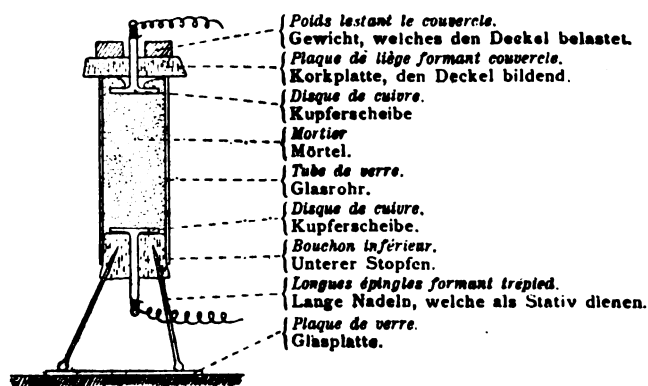 Poids lestant le couvercle.
Gewicht, welches den Deckel belastet.
Plaque de liège formant couvercle.
Korkplatte, den Deckel bildend.
Disque de cuivre.
Kupferscheibe
Mortier
Mörtel.
Tube de verre.
Glasrohr.
Disque de cuivre.
Kupferscheibe.
Bouchon inférieur.
Unterer Stopfen.
Longues épingles formant trépied.
Lange Nadeln, welche als Stativ dienen.
Plaque de verre.
Glasplatte.